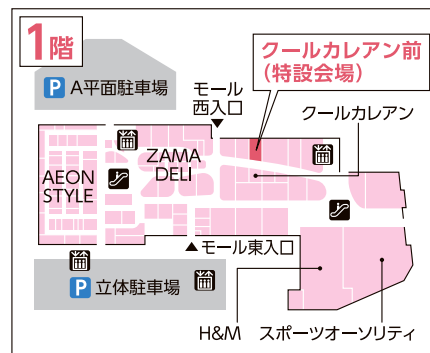 1階
クールカレアン前
(特設会場)
P A平面駐車場
モール
西入口
クールカレアン
ZAMA
DELI
AEON
STYLE
モール東入口
P 立体駐車場
H&M
スポーツオーソリティ